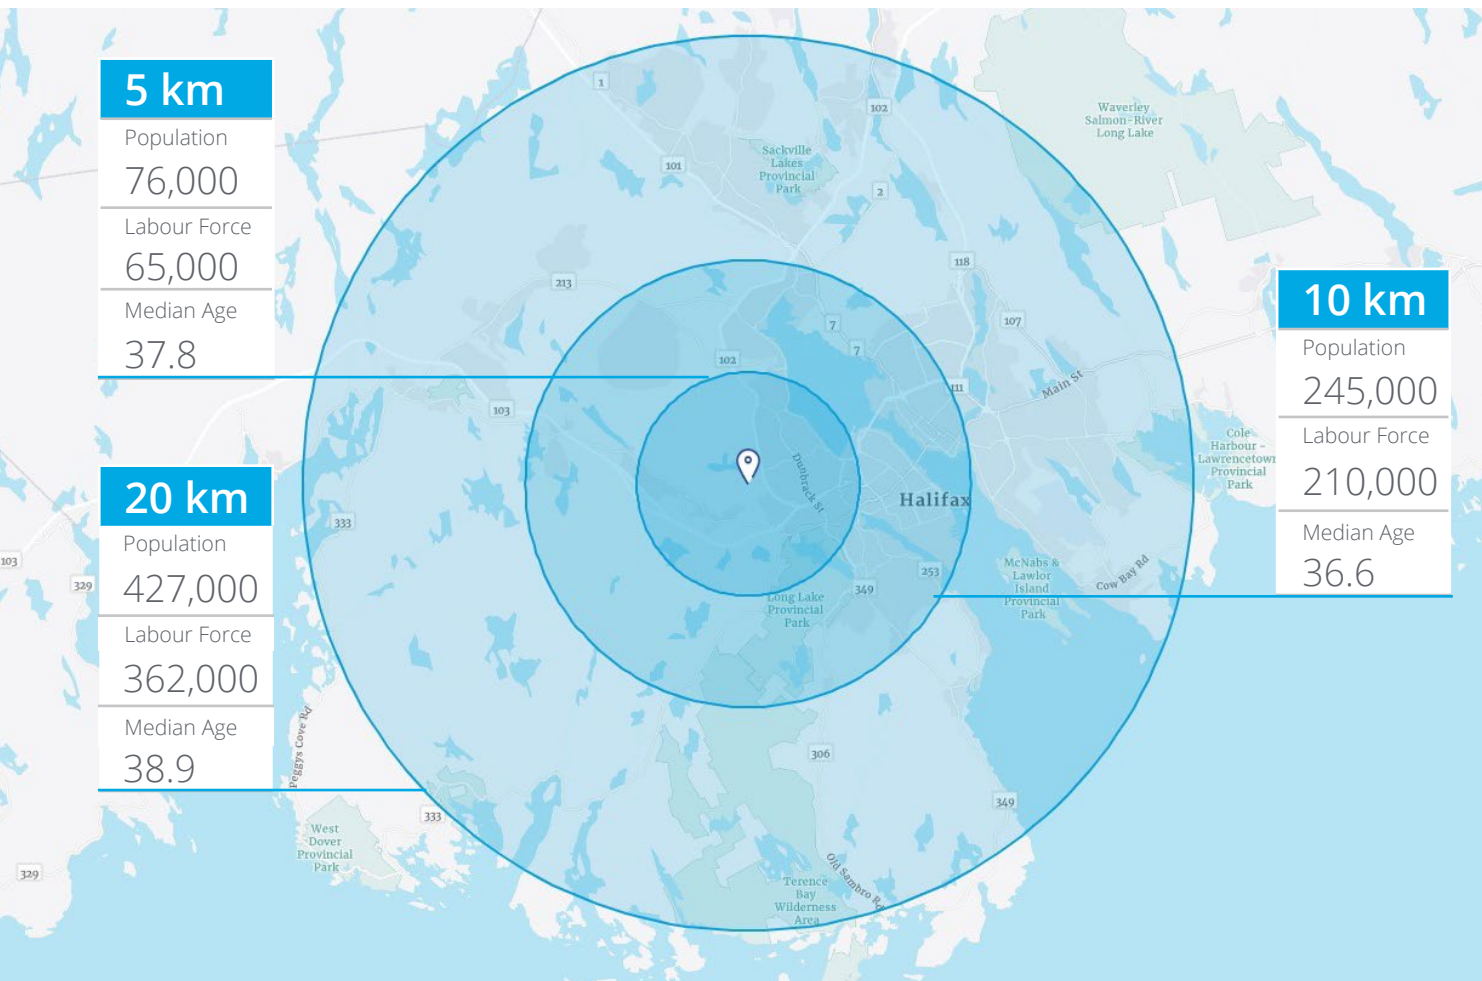 5 km
Population
76,000
Labour Force
65,000
Median Age
37.8
20 km
Population
427,000
Labour Force
362,000
Median Age
38.9
10 km
Population
245,000
Labour Force
210,000
Median Age
36.6
1
102
Waverley
Salmon-River
Long Lake
101
Sackville
Lakes
Provincial
Park
2
118
213
7
107
102
7
111
Main St
103
Cole
Harbour -
Lawrencetown
Provincial
Park
Dunbrack St
Halifax
333
103
329
253
349
McNabs &
Lawlor
Island
Provincial
Park
Cow Bay Rd
Long Lake
Provincial
Park
Peggys Cove Rd
306
333
349
West
Dover
Provincial
Park
329
Old Sambro Rd
Terence
Bay
Wilderness
Area